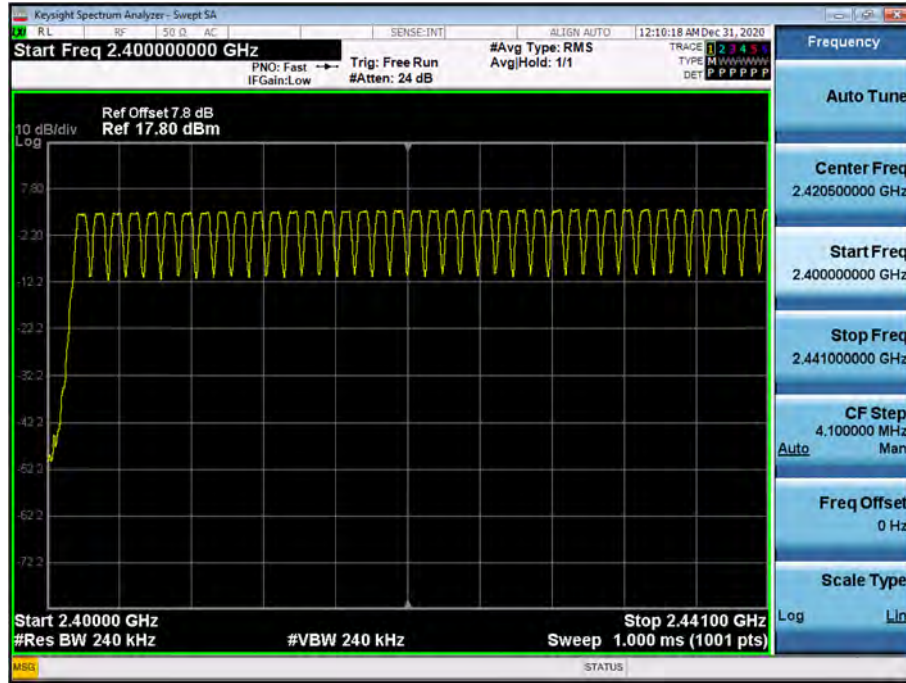 Keysight Spectrum Analyzer - Swept SA
RL RF 50 Ω AC SENSE:INT ALIGN AUTO 12:10:18 AM Dec 31, 2020
Start Freq 2.400000000 GHz
PNO: Fast
IFGain:Low
Trig: Free Run
#Atten: 24 dB
#Avg Type: RMS
Avg|Hold: 1/1
TRACE 1 2 3 4 5 6
TYPE M W W W W W
DET P P P P P P
Ref Offset 7.8 dB
10 dB/div Ref 17.80 dBm
Log
7.80
-2.20
-12.2
-22.2
-32.2
-42.2
-52.2
-62.2
-72.2
Start 2.40000 GHz Stop 2.44100 GHz
#Res BW 240 kHz #VBW 240 kHz Sweep 1.000 ms (1001 pts)
MSG STATUS
Frequency
Auto Tune
Center Freq
2.420500000 GHz
Start Freq
2.400000000 GHz
Stop Freq
2.441000000 GHz
CF Step
4.100000 MHz
Auto Man
Freq Offset
0 Hz
Scale Type
Log Lin